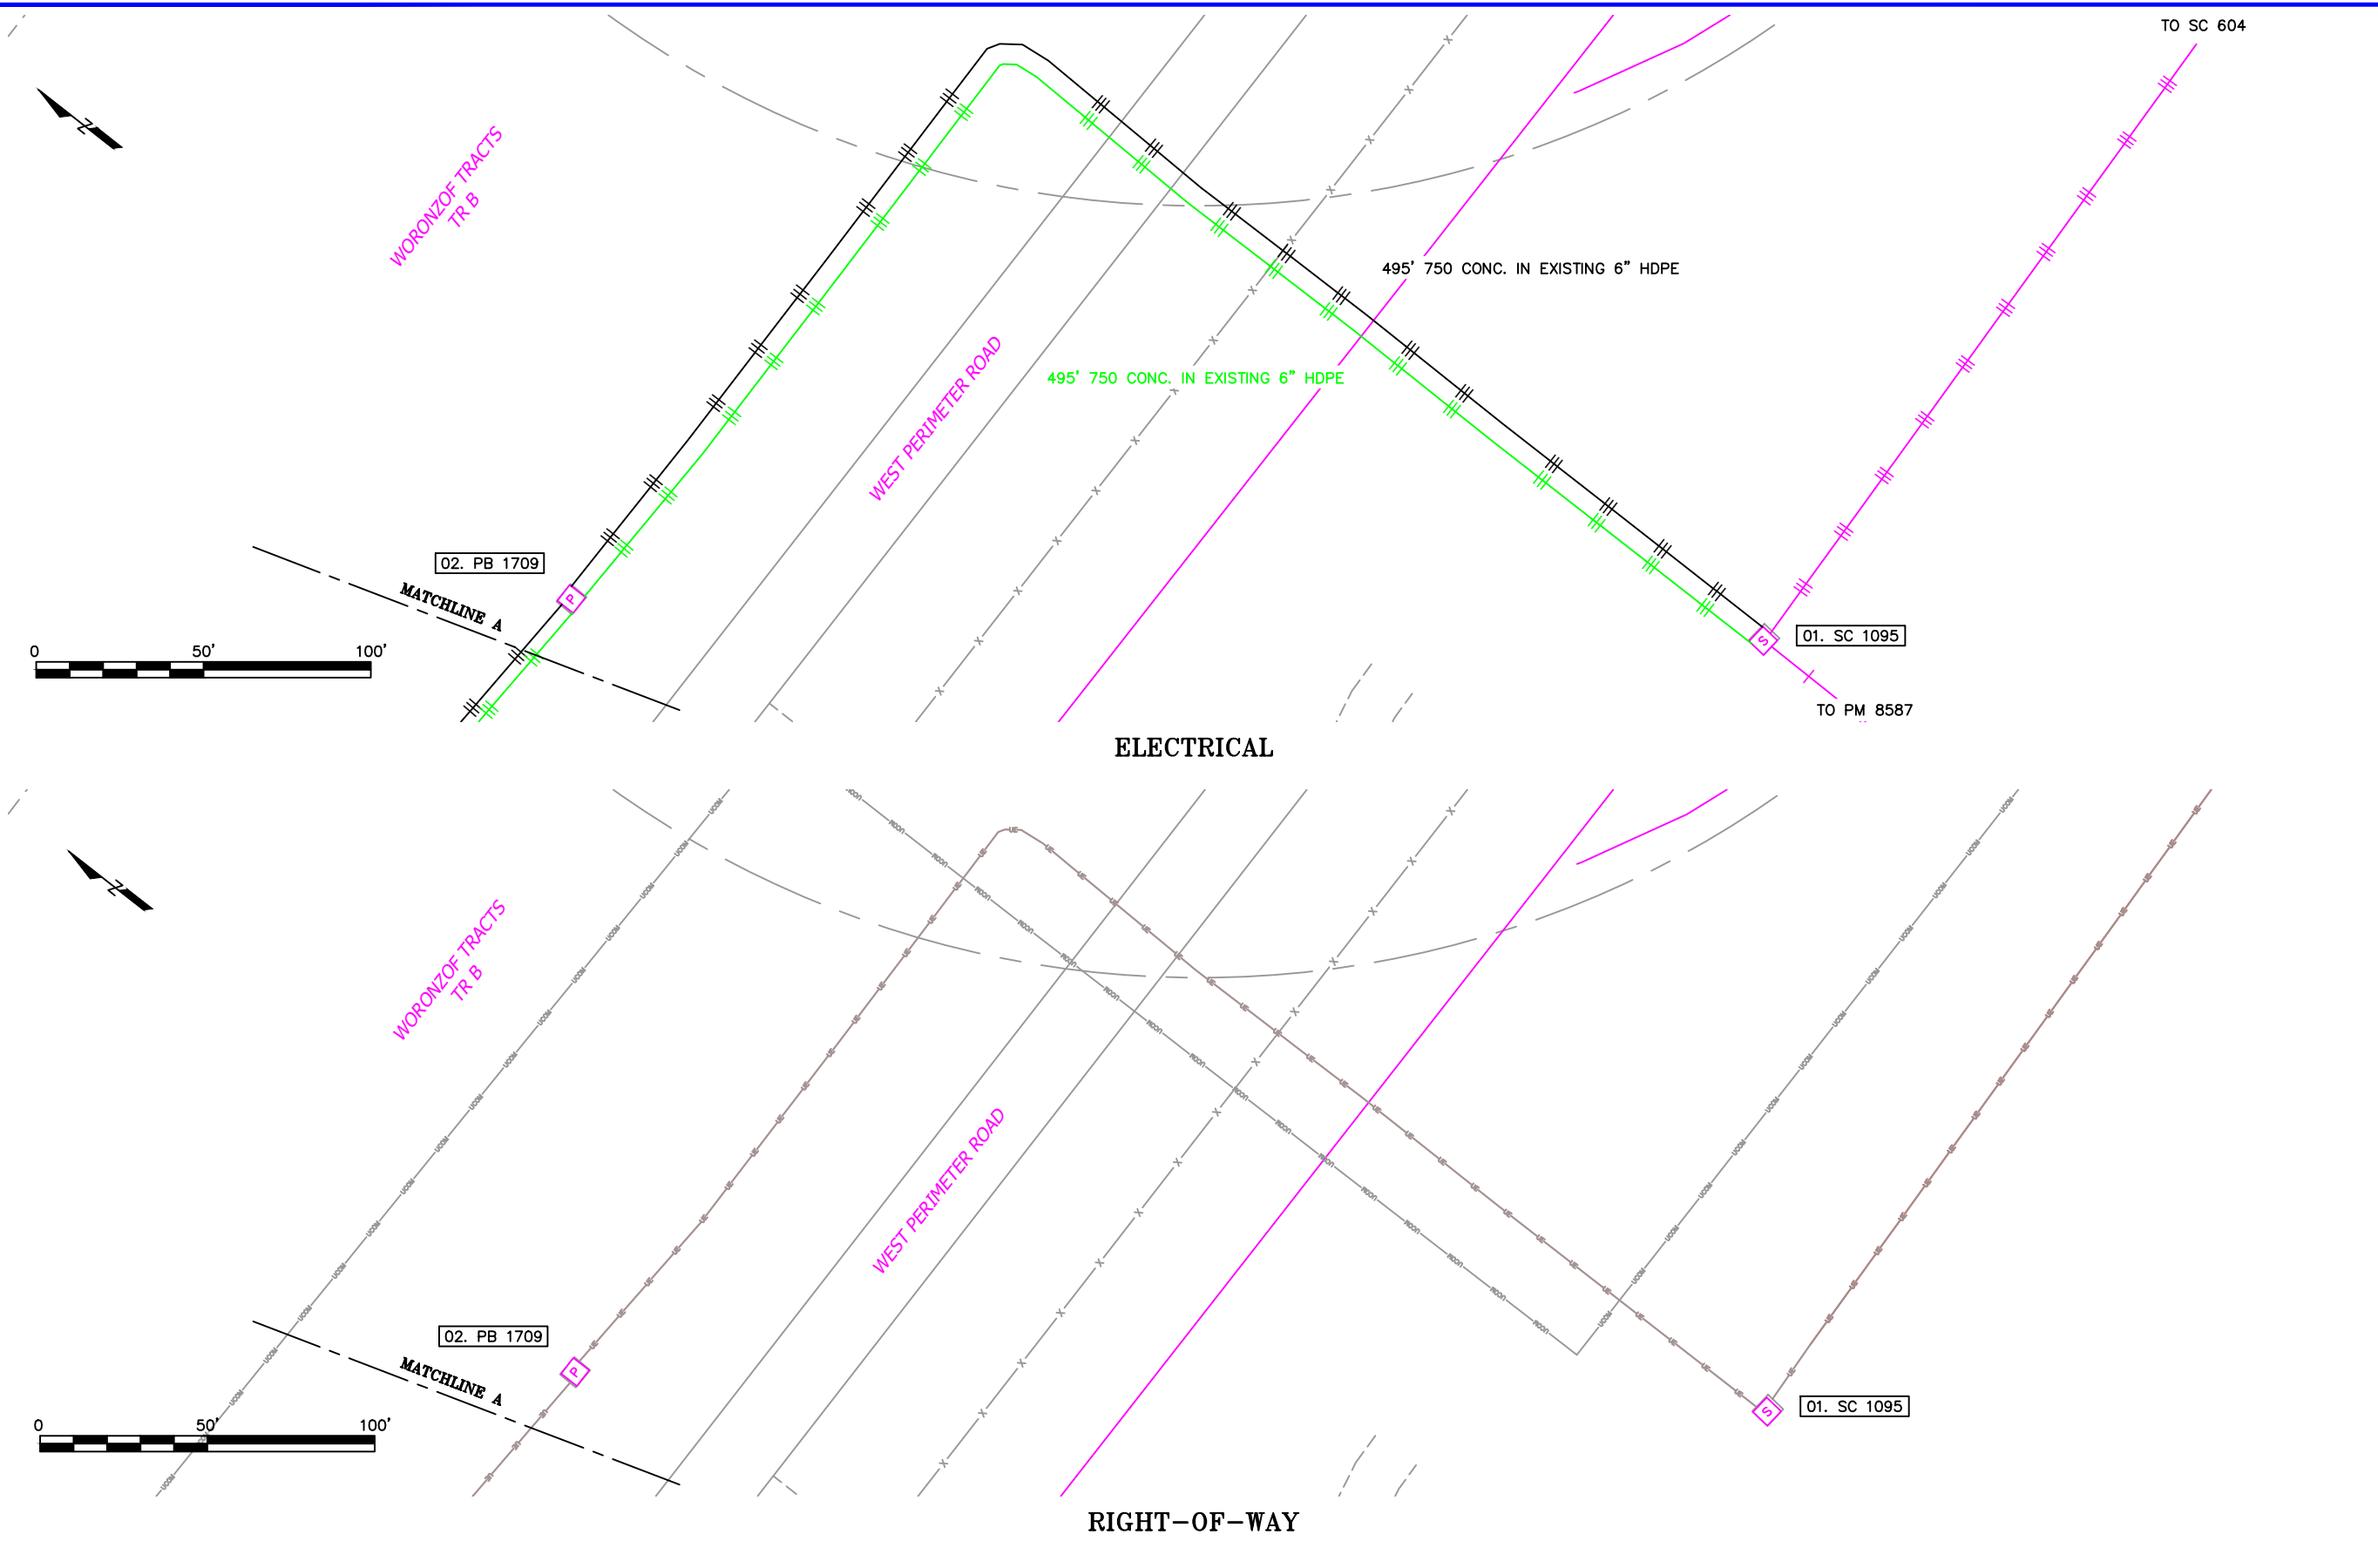 TO SC 604
N
WORONZOF TRACTS
TR B
495' 750 CONC. IN EXISTING 6" HDPE
495' 750 CONC. IN EXISTING 6" HDPE
WEST PERIMETER ROAD
02. PB 1709
MATCHLINE A
P
0 50' 100'
S
01. SC 1095
TO PM 8587
ELECTRICAL
N
WORONZOF TRACTS
TR B
UCOM
UE
WEST PERIMETER ROAD
02. PB 1709
MATCHLINE A
P
0 50' 100'
S
01. SC 1095
RIGHT-OF-WAY